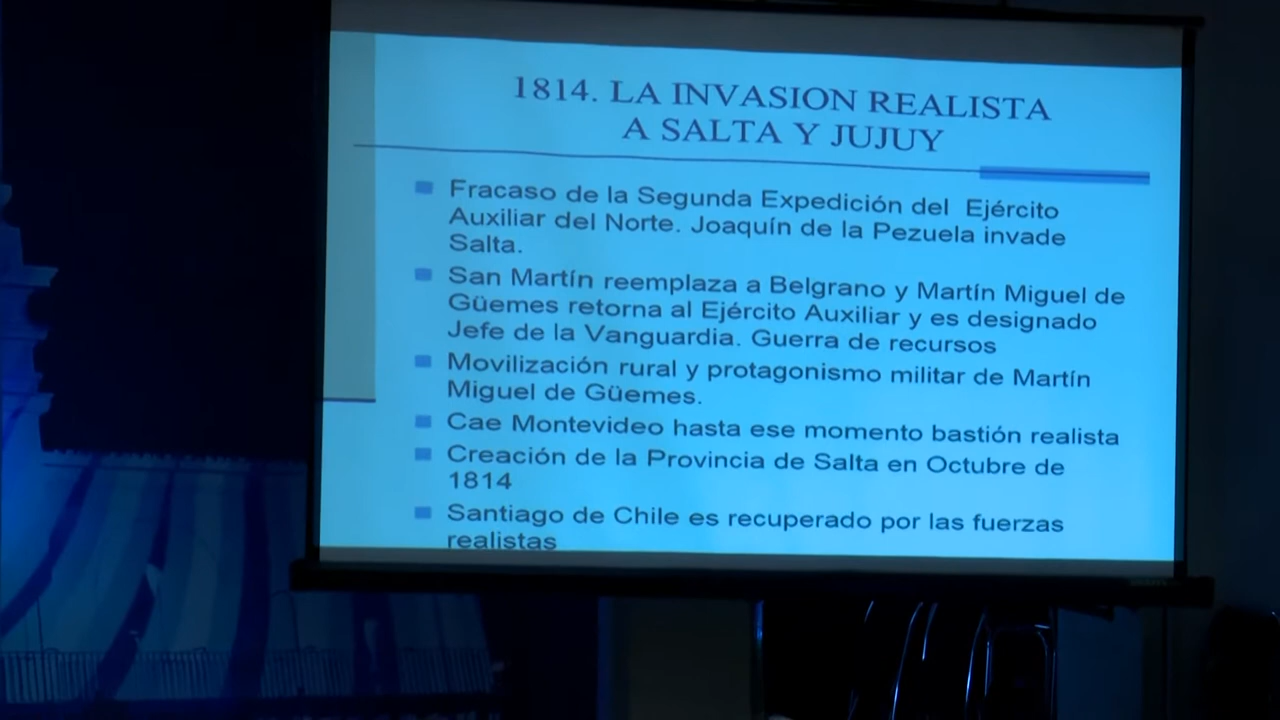 1814. LA INVASION REALISTA
A SALTA Y JUJUY
Fracaso de la Segunda Expedición del Ejército
Auxiliar del Norte. Joaquín de la Pezuela invade
Salta.
San Martín reemplaza a Belgrano y Martín Miguel de
Güemes retorna al Ejército Auxiliar y es designado
Jefe de la Vanguardia. Guerra de recursos
Movilización rural y protagonismo militar de Martín
Miguel de Güemes.
Cae Montevideo hasta ese momento bastión realista
Creación de la Provincia de Salta en Octubre de
1814
Santiago de Chile es recuperado por las fuerzas
realistas